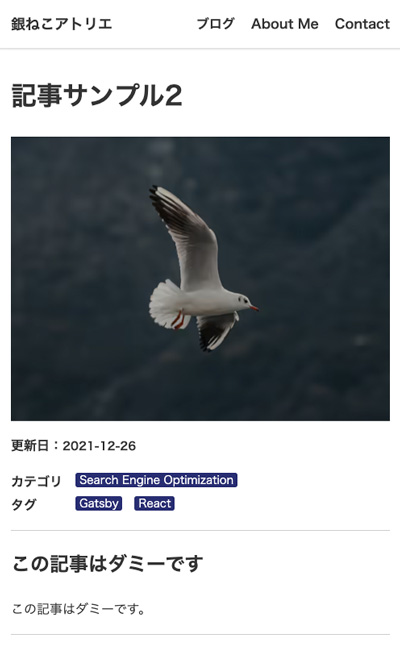 銀ねこアトリエ ブログ About Me Contact
記事サンプル2
更新日：2021-12-26
カテゴリ Search Engine Optimization
タグ Gatsby React
この記事はダミーです
この記事はダミーです。